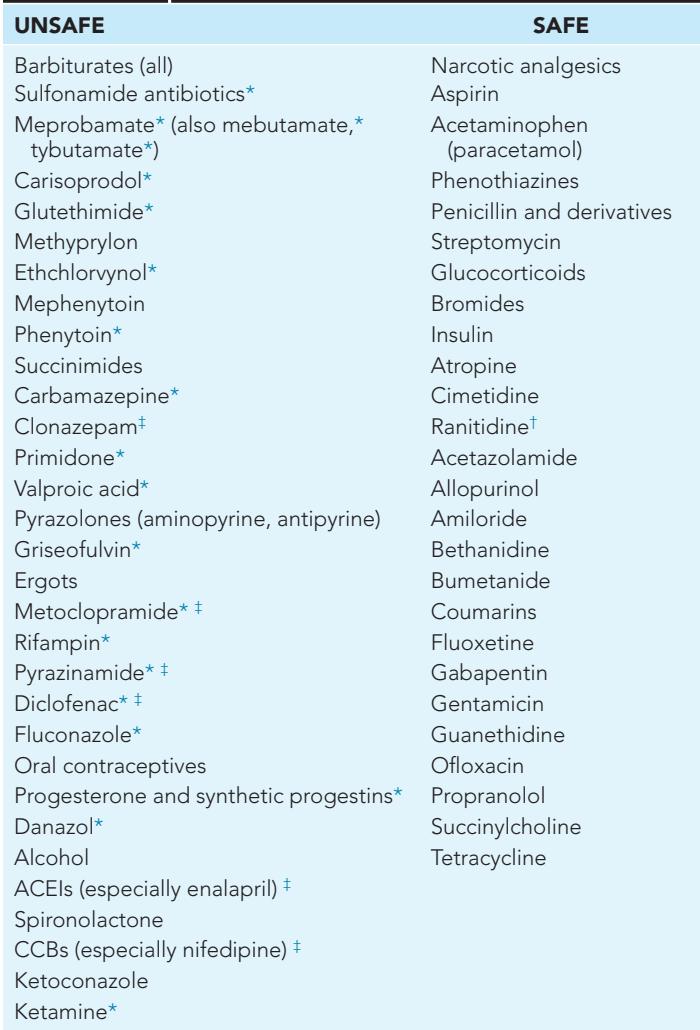 UNSAFE
SAFE
Barbiturates (all)
Sulfonamide antibiotics*
Meprobamate* (also mebutamate,*
tybutamate*)
Carisoprodol*
Glutethimide*
Methyprylon
Ethchlorvynol*
Mephenytoin
Phenytoin*
Succinimides
Carbamazepine*
Clonazepam‡
Primidone*
Valproic acid*
Pyrazolones (aminopyrine, antipyrine)
Griseofulvin*
Ergots
Metoclopramide* ‡
Rifampin*
Pyrazinamide* ‡
Diclofenac* ‡
Fluconazole*
Oral contraceptives
Progesterone and synthetic progestins*
Danazol*
Alcohol
ACEIs (especially enalapril) ‡
Spironolactone
CCBs (especially nifedipine) ‡
Ketoconazole
Ketamine*
Narcotic analgesics
Aspirin
Acetaminophen
(paracetamol)
Phenothiazines
Penicillin and derivatives
Streptomycin
Glucocorticoids
Bromides
Insulin
Atropine
Cimetidine
Ranitidine†
Acetazolamide
Allopurinol
Amiloride
Bethanidine
Bumetanide
Coumarins
Fluoxetine
Gabapentin
Gentamicin
Guanethidine
Ofloxacin
Propranolol
Succinylcholine
Tetracycline